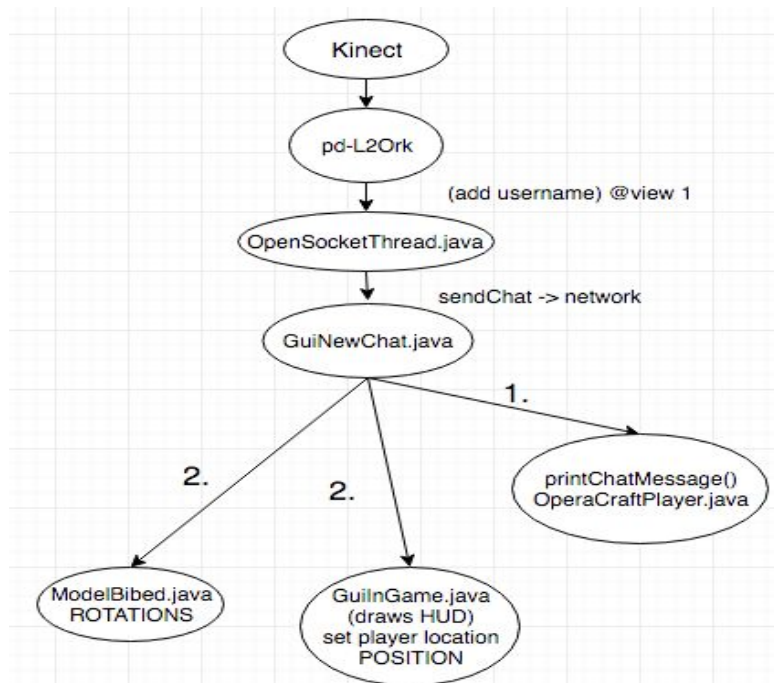 Kinect
pd-L2Ork
(add username) @view 1
OpenSocketThread.java
sendChat -> network
GuiNewChat.java
1.
2.
2.
printChatMessage()
OperaCraftPlayer.java
ModelBibed.java
ROTATIONS
GuiInGame.java
(draws HUD)
set player location
POSITION